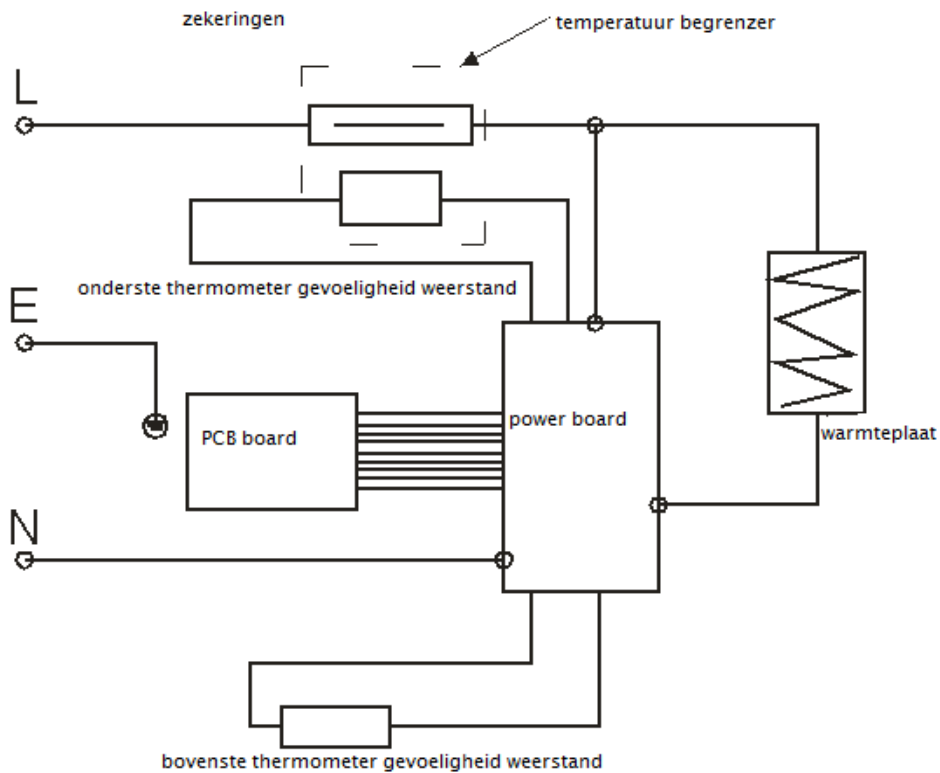 zekeringen
temperatuur begrenzer
L
onderste thermometer gevoeligheid weerstand
E
power board
PCB board
warmteplaat
N
bovenste thermometer gevoeligheid weerstand